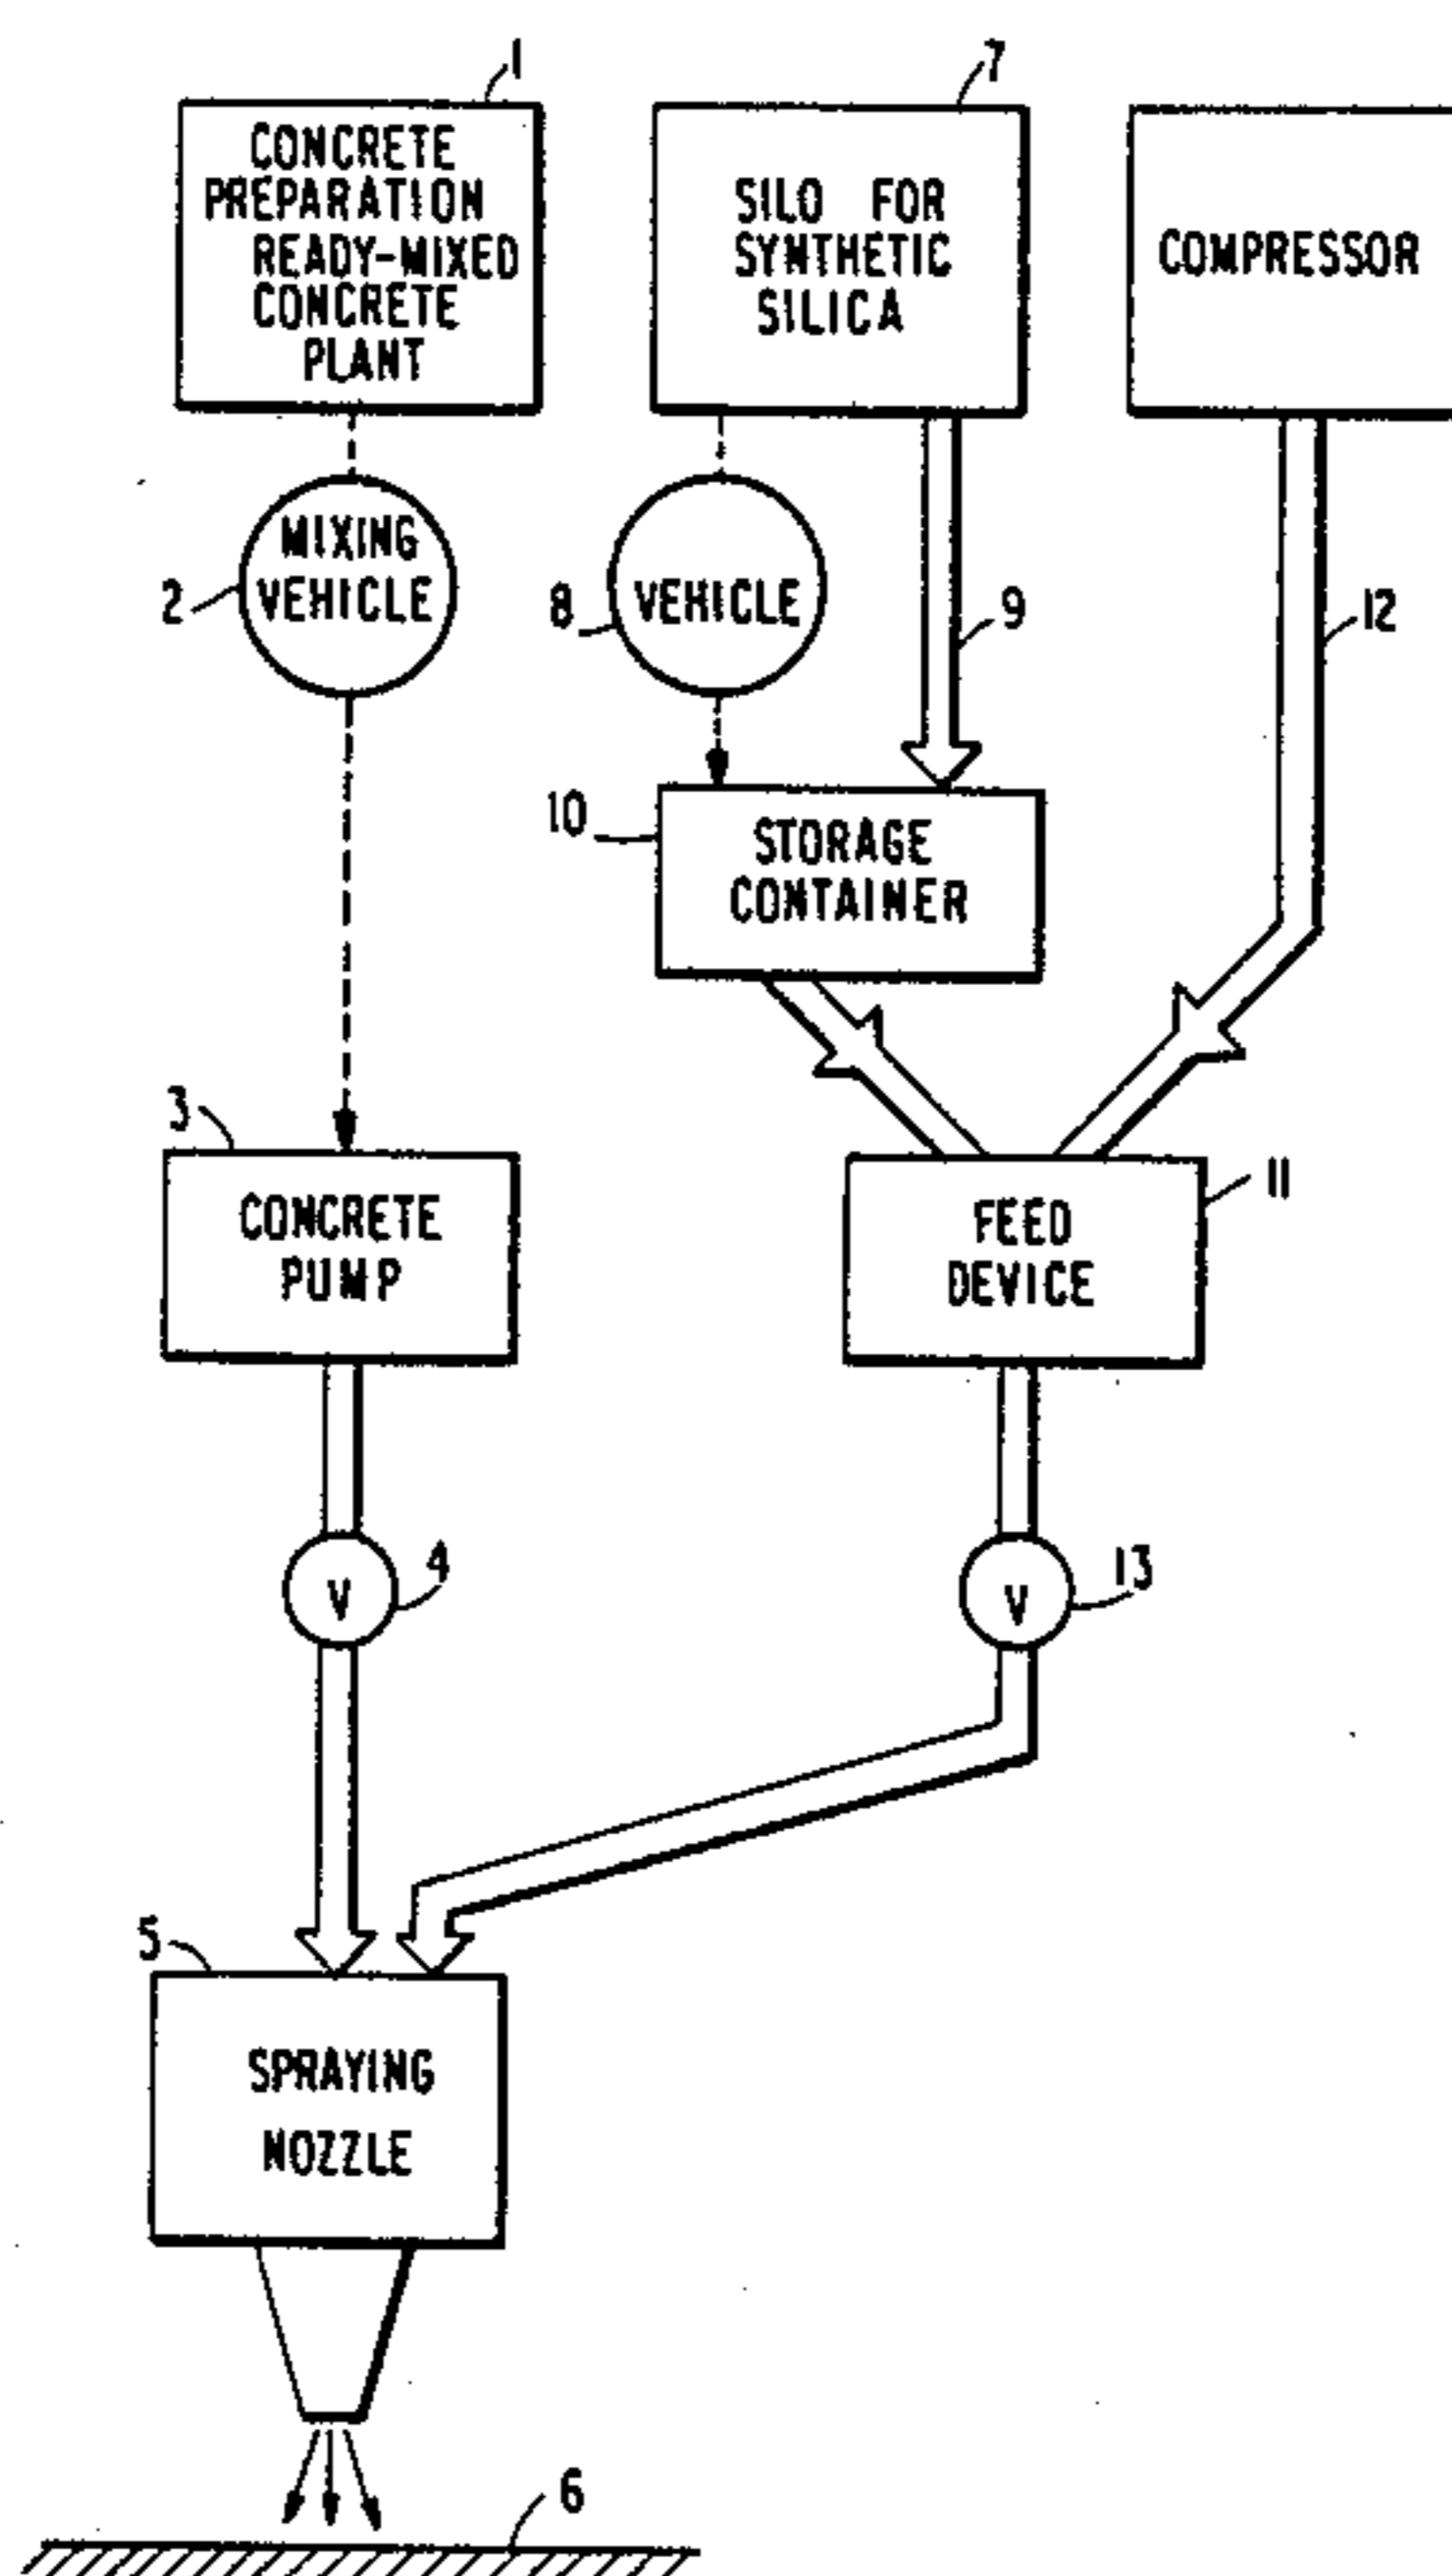 1
CONCRETE
PREPARATION
READY-MIXED
CONCRETE
PLANT
7
SILO FOR
SYNTHETIC
SILICA
COMPRESSOR
2
MIXING
VEHICLE
8
VEHICLE
9
12
10
STORAGE
CONTAINER
3
CONCRETE
PUMP
11
FEED
DEVICE
4
V
13
V
5
SPRAYING
NOZZLE
6